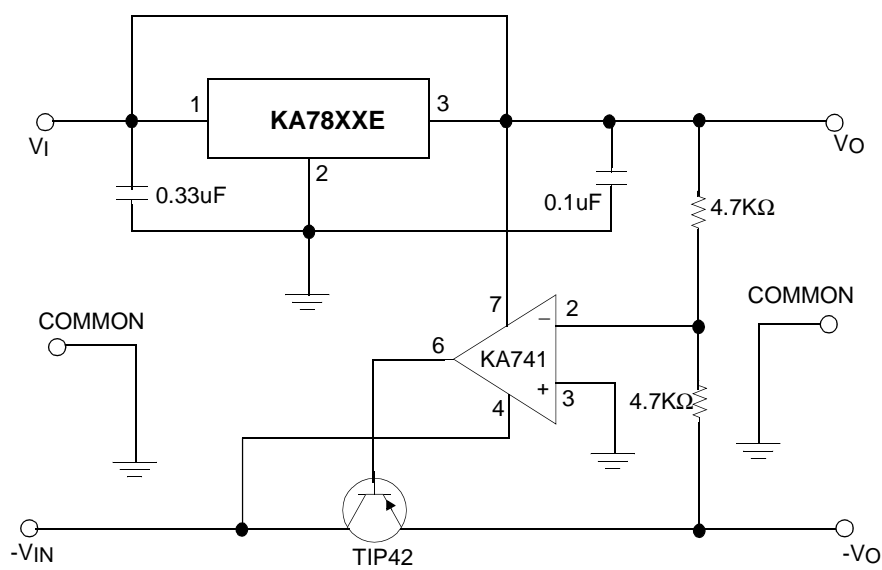 1
KA78XXE
3
VI
VO
2
0.33uF
0.1uF
4.7KΩ
COMMON
7
2
−
COMMON
6
KA741
+
3
4
4.7KΩ
-VIN
TIP42
-VO